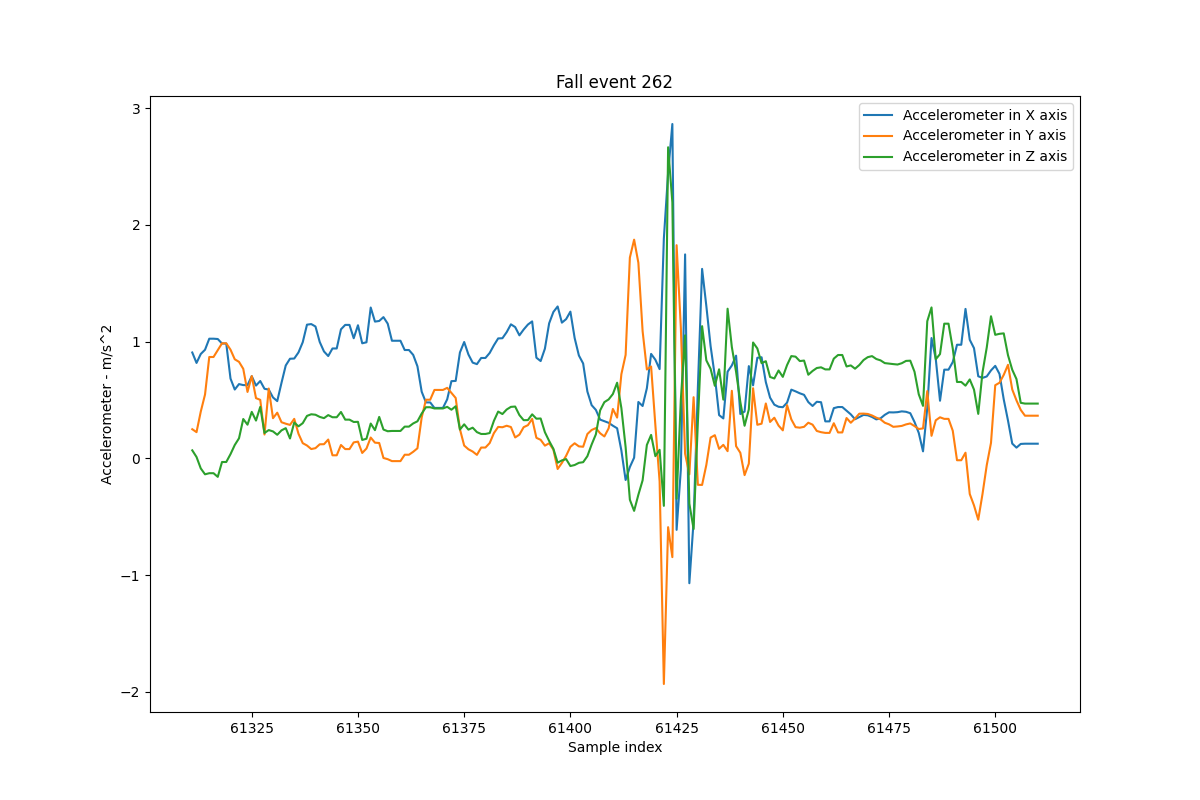 Fall event 262
Accelerometer in X axis
Accelerometer in Y axis
Accelerometer in Z axis
Accelerometer - m/s^2
3
2
1
0
−1
−2
61325 61350 61375 61400 61425 61450 61475 61500
Sample index